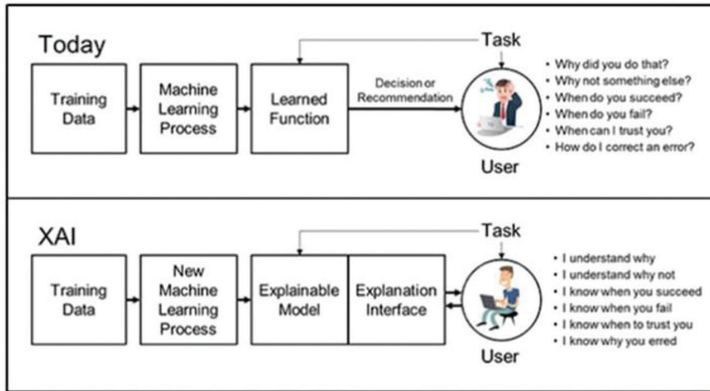 Today
Task
Training
Data
Machine
Learning
Process
Learned
Function
Decision or
Recommendation
User
• Why did you do that?
• Why not something else?
• When do you succeed?
• When do you fail?
• When can I trust you?
• How do I correct an error?
XAI
Task
Training
Data
New
Machine
Learning
Process
Explainable
Model
Explanation
Interface
User
• I understand why
• I understand why not
• I know when you succeed
• I know when you fail
• I know when to trust you
• I know why you erred